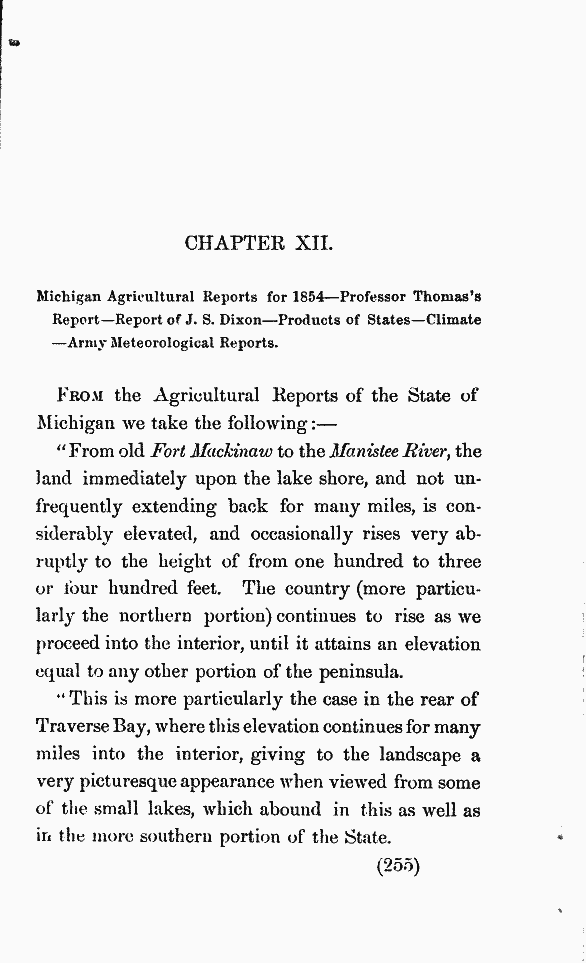 CHAPTER XII.
Michigan Agricultural Reports for 1854—Professor Thomas's
Report—Report of J. S. Dixon—Products of States—Climate
—Army Meteorological Reports.
FROM the Agricultural Reports of the State of
Michigan we take the following:—
"From old Fort Mackinaw to the Manistee River, the
land immediately upon the lake shore, and not un-
frequently extending back for many miles, is con-
siderably elevated, and occasionally rises very ab-
ruptly to the height of from one hundred to three
or four hundred feet. The country (more particu-
larly the northern portion) continues to rise as we
proceed into the interior, until it attains an elevation
equal to any other portion of the peninsula.
"This is more particularly the case in the rear of
Traverse Bay, where this elevation continues for many
miles into the interior, giving to the landscape a
very picturesque appearance when viewed from some
of the small lakes, which abound in this as well as
in the more southern portion of the State.
(255)